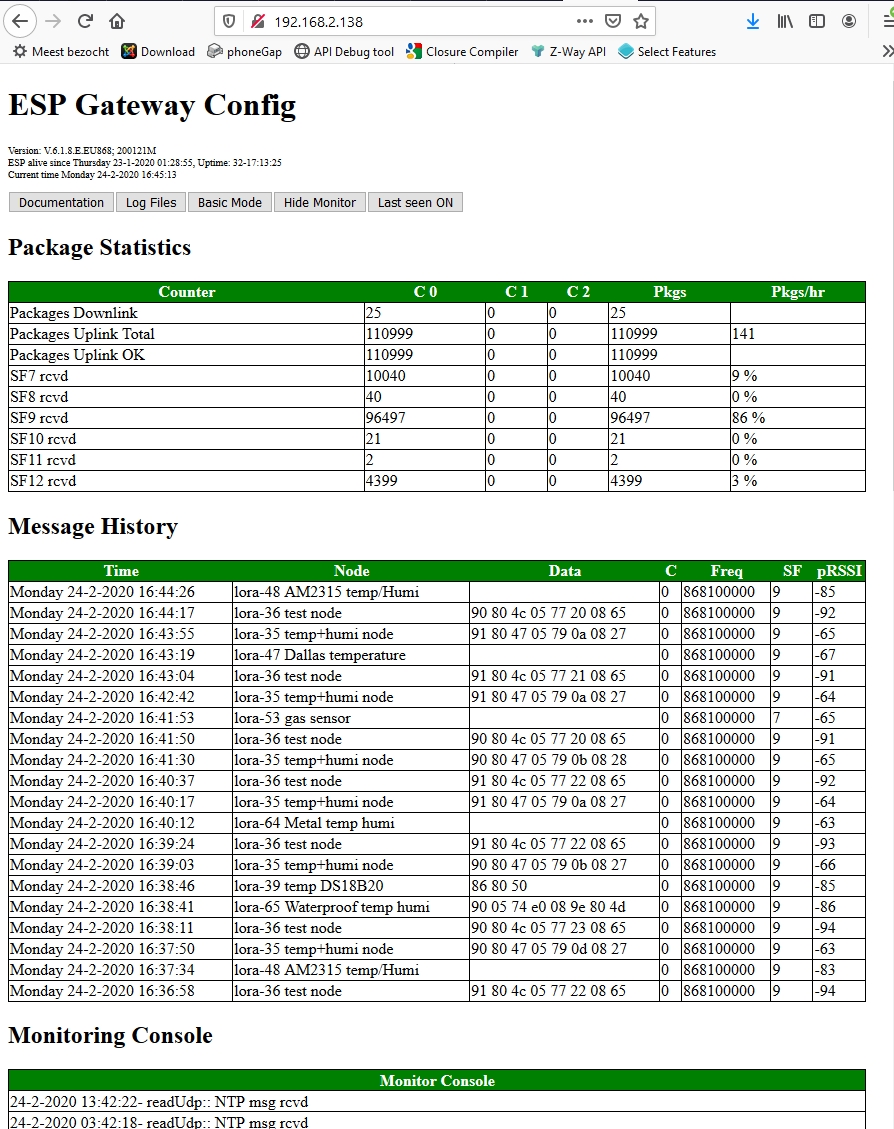 192.168.2.138
Meest bezocht Download phoneGap API Debug tool Closure Compiler Z-Way API Select Features
ESP Gateway Config
Version: V.6.1.8.E.EU868; 200121M
ESP alive since Thursday 23-1-2020 01:28:55, Uptime: 32-17:13:25
Current time Monday 24-2-2020 16:45:13
Documentation Log Files Basic Mode Hide Monitor Last seen ON
Package Statistics
Counter C 0 C 1 C 2 Pkgs Pkgs/hr
Packages Downlink 25 0 0 25
Packages Uplink Total 110999 0 0 110999 141
Packages Uplink OK 110999 0 0 110999
SF7 rcvd 10040 0 0 10040 9 %
SF8 rcvd 40 0 0 40 0 %
SF9 rcvd 96497 0 0 96497 86 %
SF10 rcvd 21 0 0 21 0 %
SF11 rcvd 2 0 0 2 0 %
SF12 rcvd 4399 0 0 4399 3 %
Message History
Time Node Data C Freq SF pRSSI
Monday 24-2-2020 16:44:26 lora-48 AM2315 temp/Humi 0 868100000 9 -85
Monday 24-2-2020 16:44:17 lora-36 test node 90 80 4c 05 77 20 08 65 0 868100000 9 -92
Monday 24-2-2020 16:43:55 lora-35 temp+humi node 91 80 47 05 79 0a 08 27 0 868100000 9 -65
Monday 24-2-2020 16:43:19 lora-47 Dallas temperature 0 868100000 9 -67
Monday 24-2-2020 16:43:04 lora-36 test node 91 80 4c 05 77 21 08 65 0 868100000 9 -91
Monday 24-2-2020 16:42:42 lora-35 temp+humi node 91 80 47 05 79 0a 08 27 0 868100000 9 -64
Monday 24-2-2020 16:41:53 lora-53 gas sensor 0 868100000 7 -65
Monday 24-2-2020 16:41:50 lora-36 test node 90 80 4c 05 77 20 08 65 0 868100000 9 -91
Monday 24-2-2020 16:41:30 lora-35 temp+humi node 90 80 47 05 79 0b 08 28 0 868100000 9 -65
Monday 24-2-2020 16:40:37 lora-36 test node 91 80 4c 05 77 22 08 65 0 868100000 9 -92
Monday 24-2-2020 16:40:17 lora-35 temp+humi node 91 80 47 05 79 0a 08 27 0 868100000 9 -64
Monday 24-2-2020 16:40:12 lora-64 Metal temp humi 0 868100000 9 -63
Monday 24-2-2020 16:39:24 lora-36 test node 91 80 4c 05 77 22 08 65 0 868100000 9 -93
Monday 24-2-2020 16:39:03 lora-35 temp+humi node 90 80 47 05 79 0b 08 27 0 868100000 9 -66
Monday 24-2-2020 16:38:46 lora-39 temp DS18B20 86 80 50 0 868100000 9 -85
Monday 24-2-2020 16:38:41 lora-65 Waterproof temp humi 90 05 74 e0 08 9e 80 4d 0 868100000 9 -86
Monday 24-2-2020 16:38:11 lora-36 test node 90 80 4c 05 77 23 08 65 0 868100000 9 -94
Monday 24-2-2020 16:37:50 lora-35 temp+humi node 90 80 47 05 79 0d 08 27 0 868100000 9 -63
Monday 24-2-2020 16:37:34 lora-48 AM2315 temp/Humi 0 868100000 9 -83
Monday 24-2-2020 16:36:58 lora-36 test node 91 80 4c 05 77 22 08 65 0 868100000 9 -94
Monitoring Console
Monitor Console
24-2-2020 13:42:22- readUdp:: NTP msg rcvd
24-2-2020 03:42:18- readUdp:: NTP msg rcvd